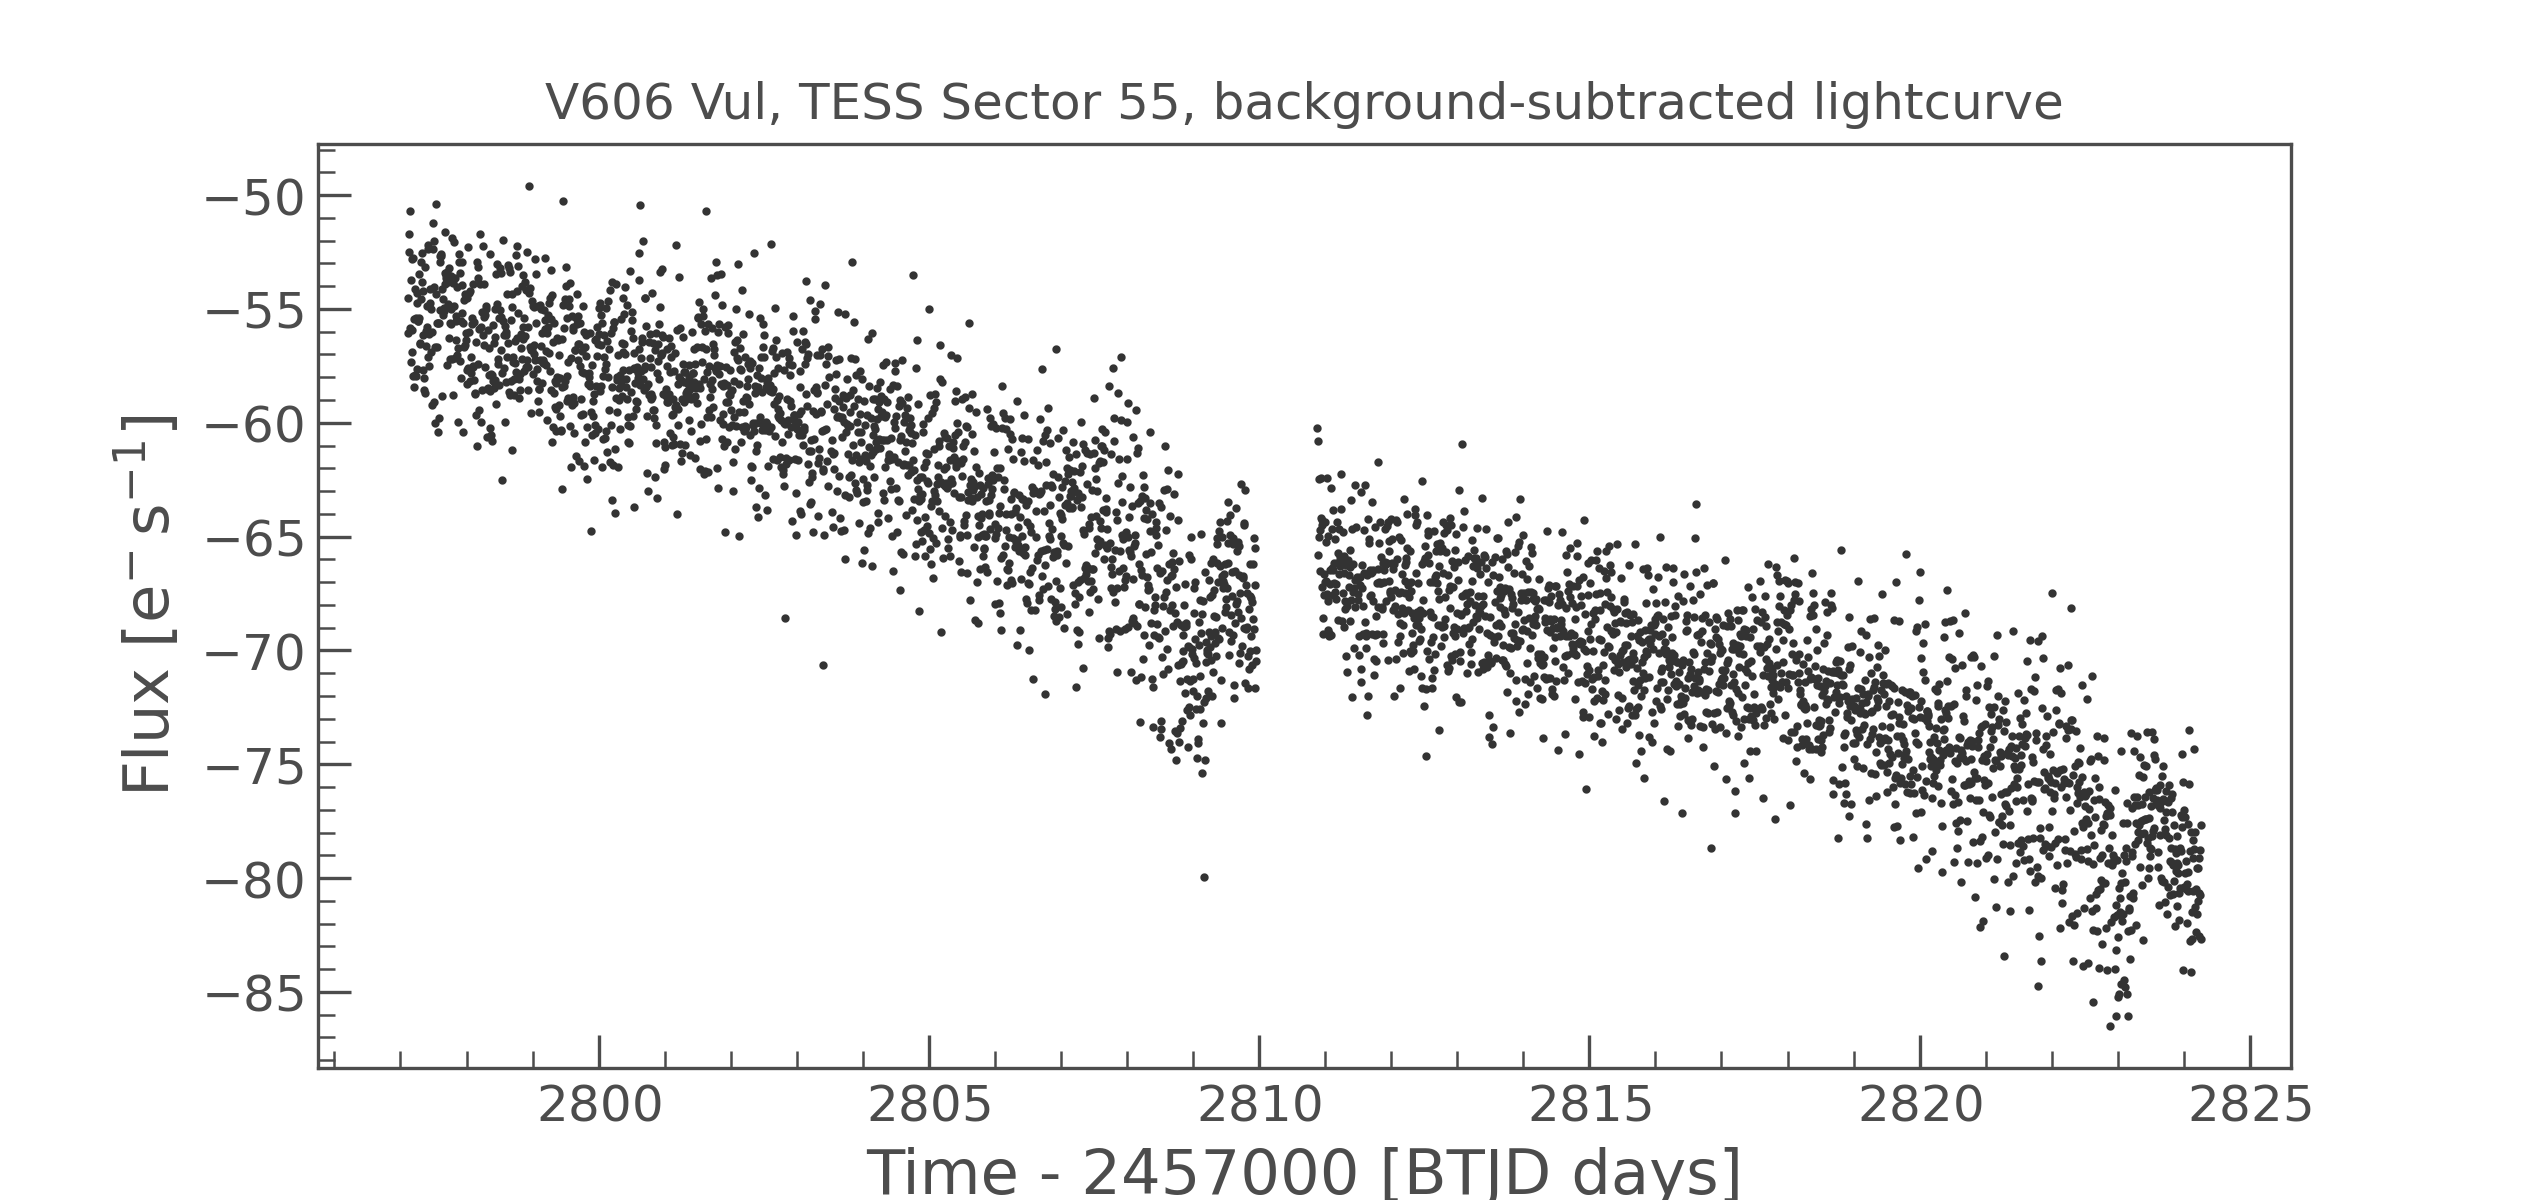 V606 Vul, TESS Sector 55, background-subtracted lightcurve
Flux [e⁻ s⁻¹]
−50
−55
−60
−65
−70
−75
−80
−85
2800 2805 2810 2815 2820 2825
Time - 2457000 [BTJD days]